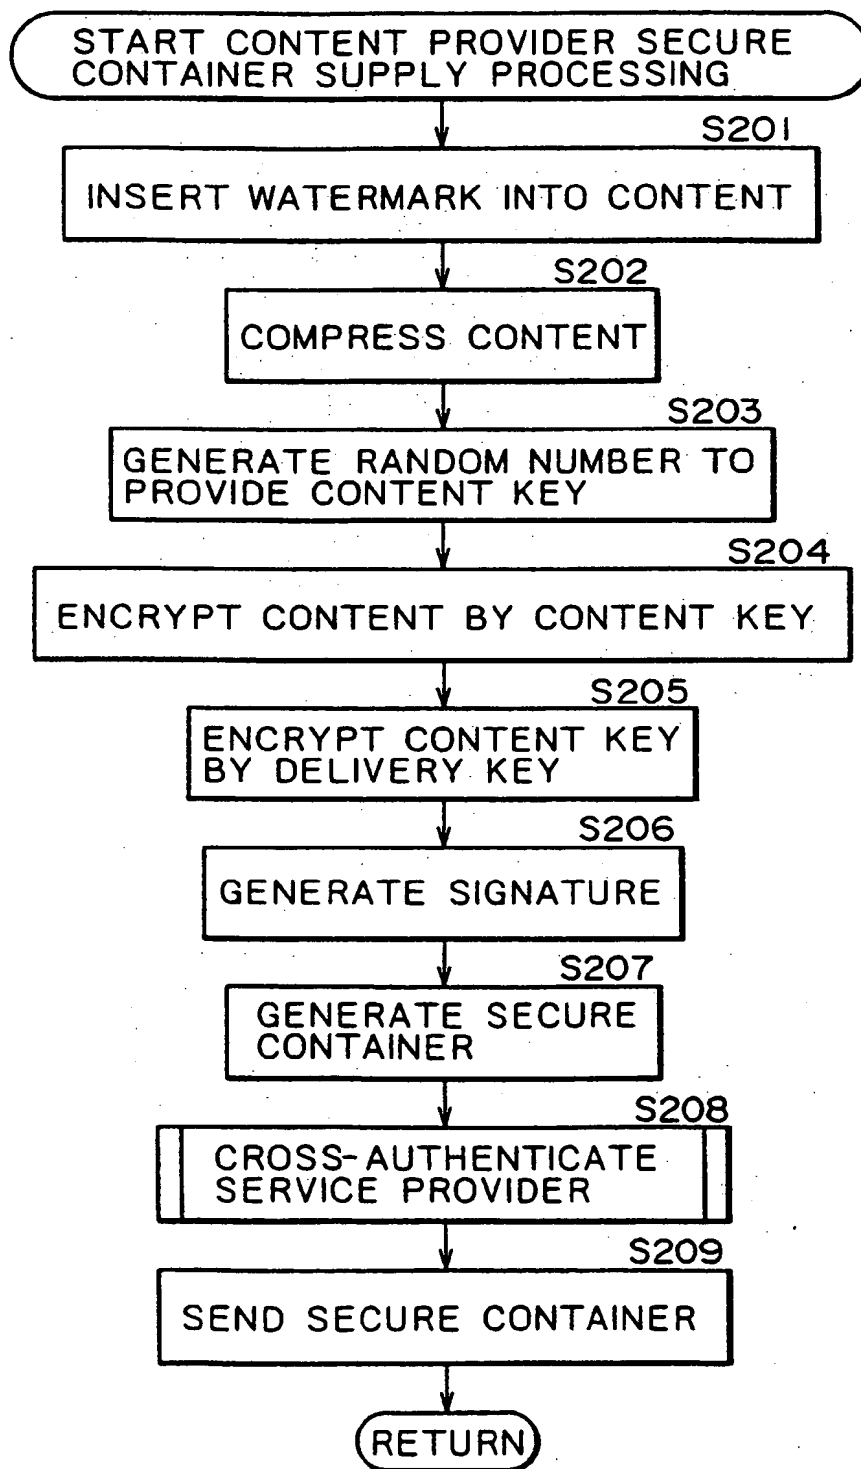 START CONTENT PROVIDER SECURE
CONTAINER SUPPLY PROCESSING
S201
INSERT WATERMARK INTO CONTENT
S202
COMPRESS CONTENT
S203
GENERATE RANDOM NUMBER TO
PROVIDE CONTENT KEY
S204
ENCRYPT CONTENT BY CONTENT KEY
S205
ENCRYPT CONTENT KEY
BY DELIVERY KEY
S206
GENERATE SIGNATURE
S207
GENERATE SECURE
CONTAINER
S208
CROSS-AUTHENTICATE
SERVICE PROVIDER
S209
SEND SECURE CONTAINER
RETURN